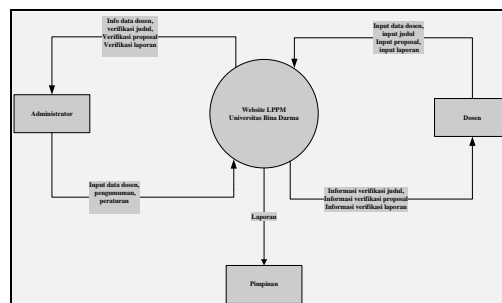 Info data dosen,
verifikasi judul,
Verifikasi proposal
Verifikasi laporan
Input data dosen,
input judul
Input proposal,
input laporan
Administrator
Website LPPM
Universitas Bina Darma
Dosen
Input data dosen,
pengunuman,
peraturan
Informasi verifikasi judul,
Informasi verifikasi proposal
Informasi verifikasi laporan
Laporan
Pimpinan